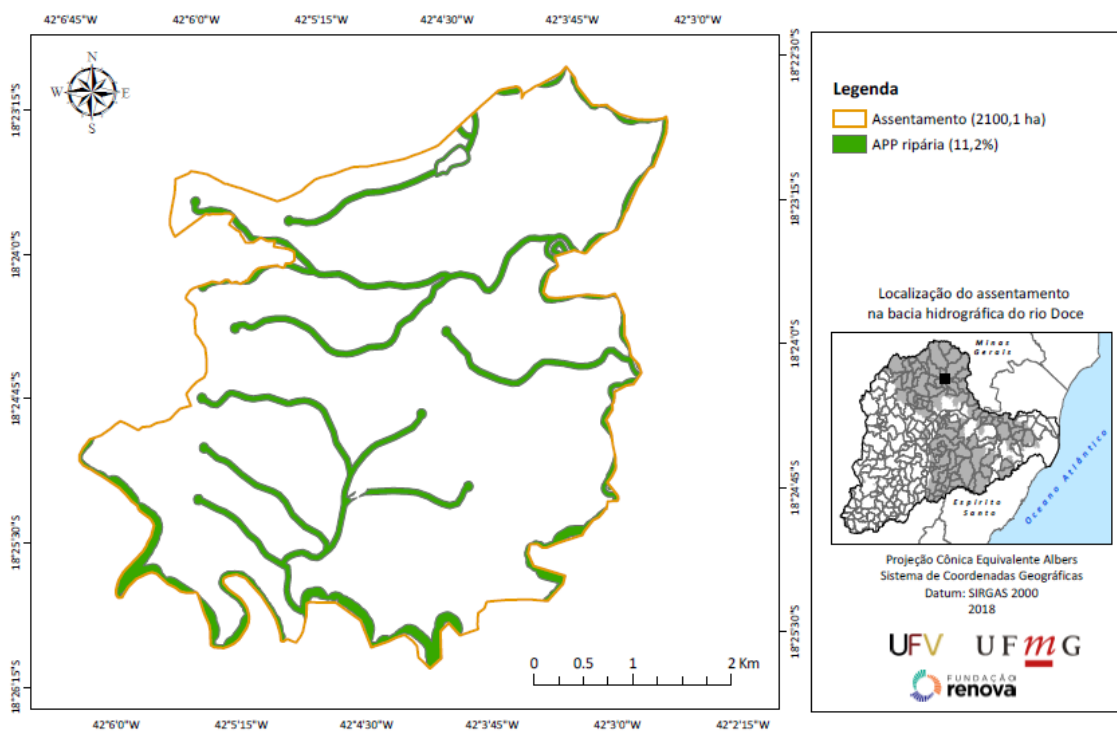 42°6'45"W 42°6'0"W 42°5'15"W 42°4'30"W 42°3'45"W 42°3'0"W
18°23'15"S
18°24'0"S
18°24'45"S
18°25'30"S
18°26'15"S
N
W E
S
18°22'30"S
18°23'15"S
18°24'0"S
18°24'45"S
18°25'30"S
0 0.5 1 2 Km
42°6'0"W 42°5'15"W 42°4'30"W 42°3'45"W 42°3'0"W 42°2'15"W
Legenda
Assentamento (2100,1 ha)
APP ripária (11,2%)
Localização do assentamento
na bacia hidrográfica do rio Doce
Minas
Gerais
Espírito
Santo
Oceano Atlântico
Projeção Cônica Equivalente Albers
Sistema de Coordenadas Geográficas
Datum: SIRGAS 2000
2018
UFV UFmG
FUNDAÇÃO
renova